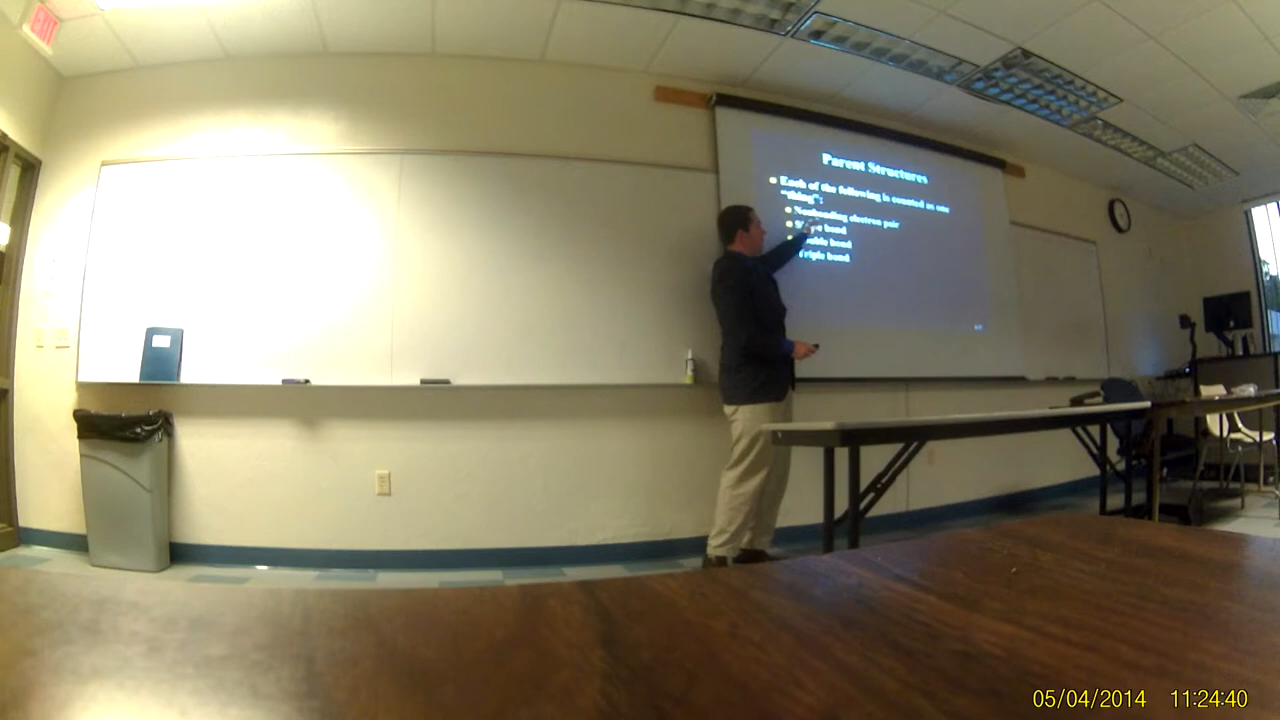 EXIT
Parent Structures
Each of the following is counted as one
"thing":
Nonbonding electron pair
bond
bond
Triple bond
05/04/2014 11:24:40